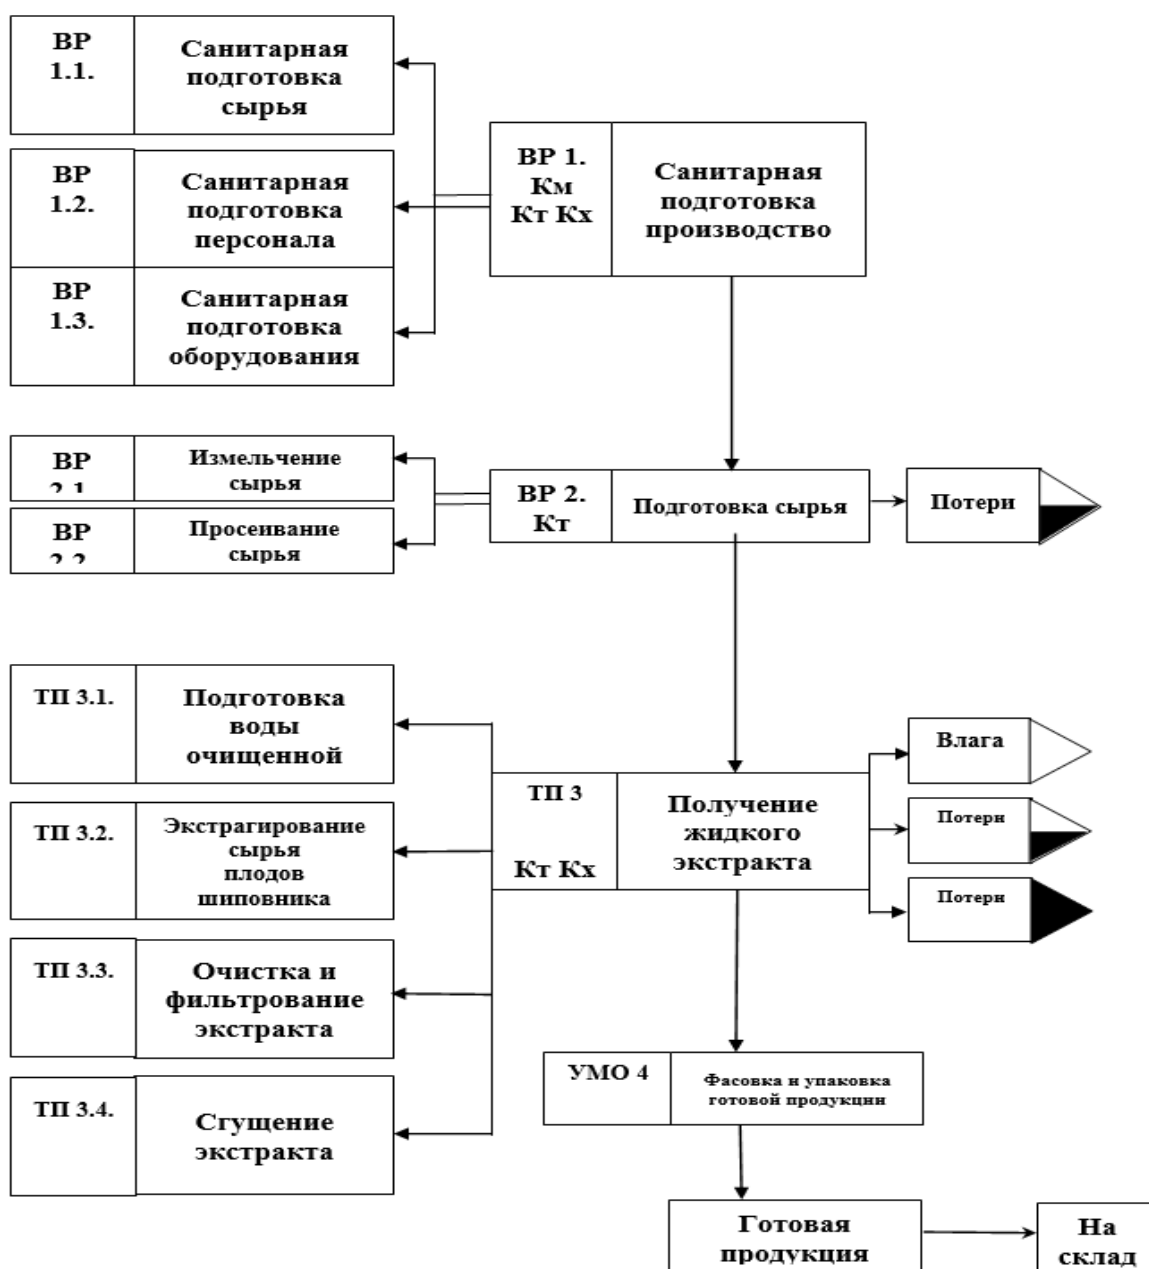 ВР
1.1.
Санитарная
подготовка
сырья
ВР
1.2.
Санитарная
подготовка
персонала
ВР
1.3.
Санитарная
подготовка
оборудования
ВР 1.
Км
Кт Кх
Санитарная
подготовка
производство
ВР
2.1
Измельчение
сырья
ВР
2.2
Просеивание
сырья
ВР 2.
Кт
Подготовка сырья
Потери
ТП 3.1.
Подготовка
воды
очищенной
ТП 3.2.
Экстрагирование
сырья
плодов
шиповника
ТП 3.3.
Очистка и
фильтрование
экстракта
ТП 3.4.
Сгущение
экстракта
ТП 3
Кт Кх
Получение
жидкого
экстракта
Влага
Потери
Потери
УМО 4
Фасовка и упаковка
готовой продукции
Готовая
продукция
На
склад